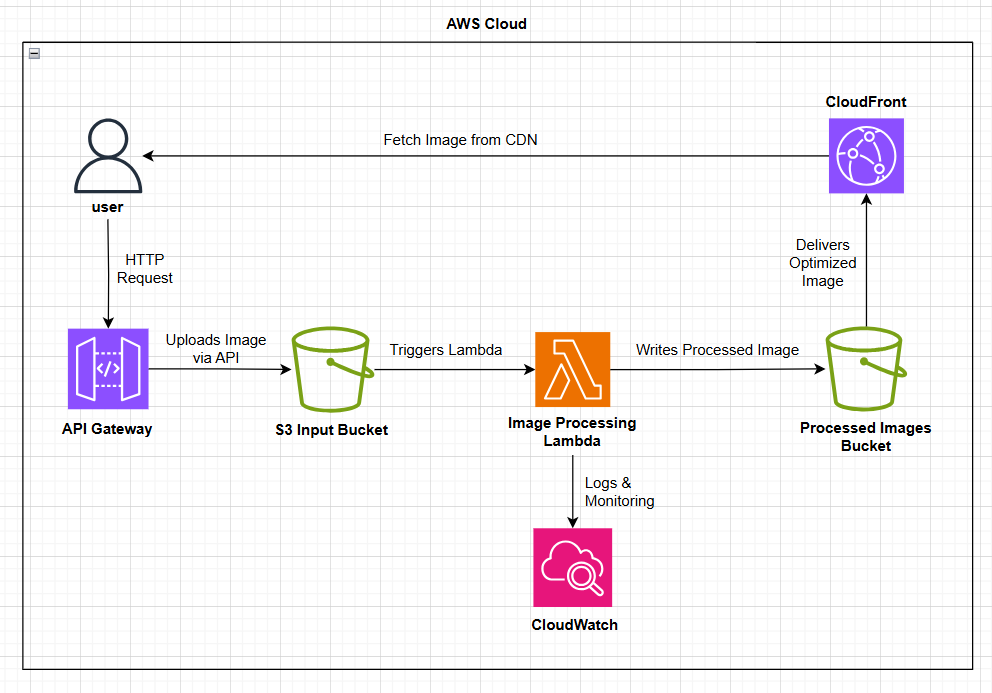 AWS Cloud
CloudFront
Fetch Image from CDN
user
HTTP
Request
Delivers
Optimized
Image
Uploads Image
via API
Triggers Lambda
Writes Processed Image
API Gateway
S3 Input Bucket
Image Processing
Lambda
Processed Images
Bucket
Logs &
Monitoring
CloudWatch